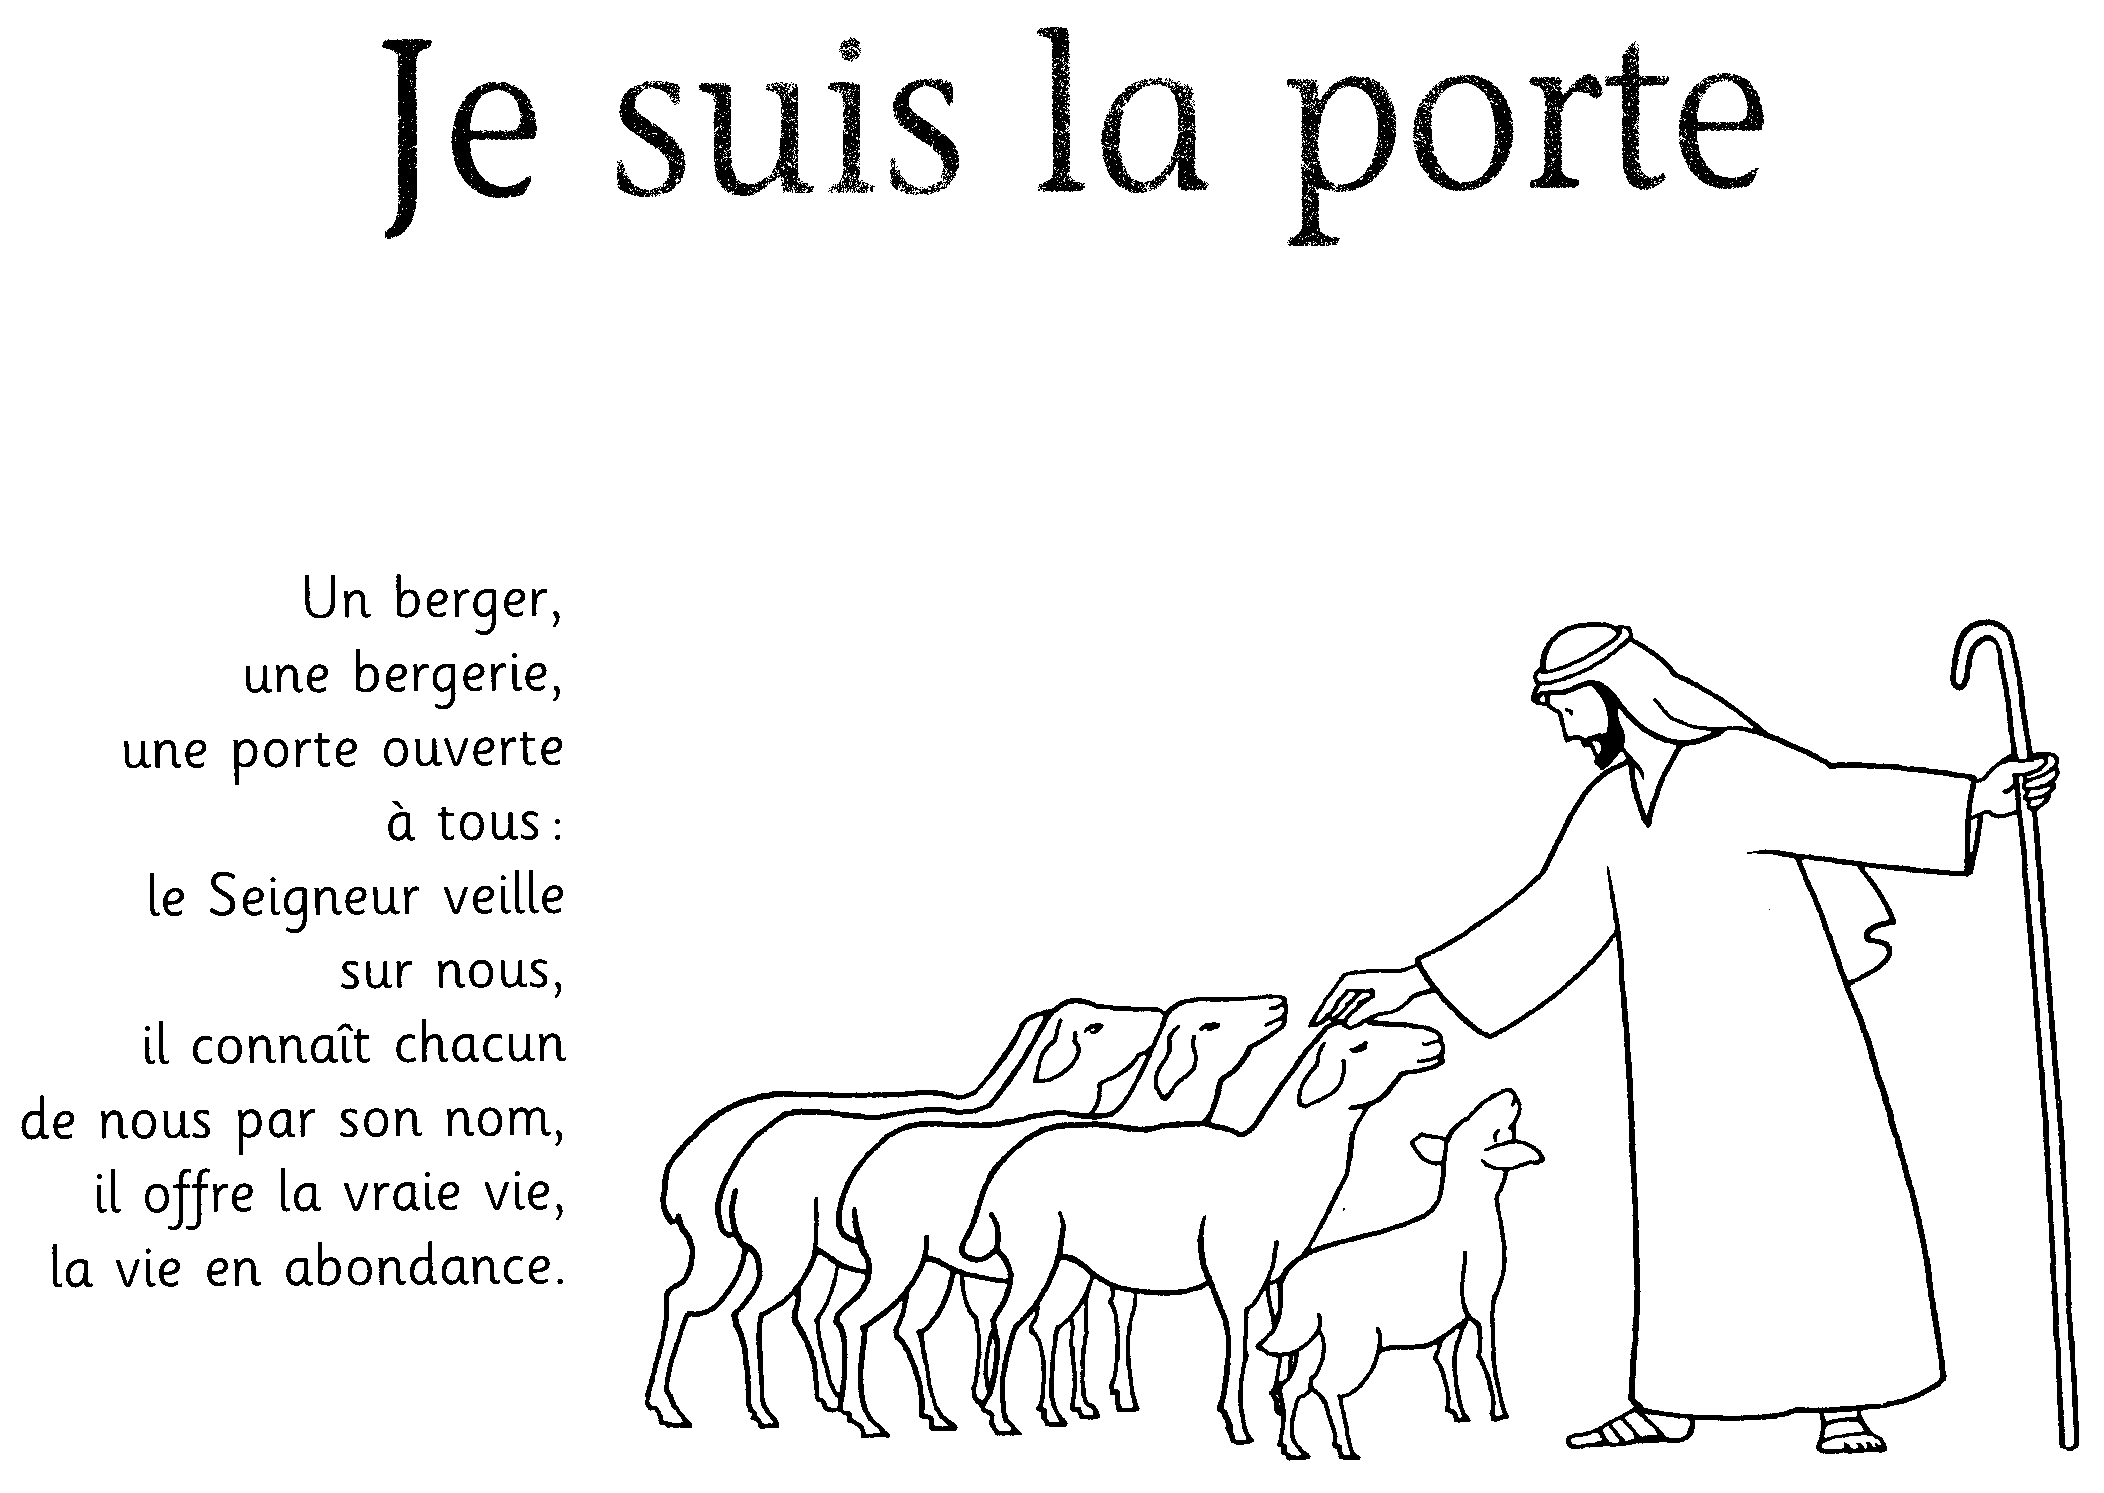 Je suis la porte
Un berger,
une bergerie,
une porte ouverte
à tous :
le Seigneur veille
sur nous,
il connaît chacun
de nous par son nom,
il offre la vraie vie,
la vie en abondance.